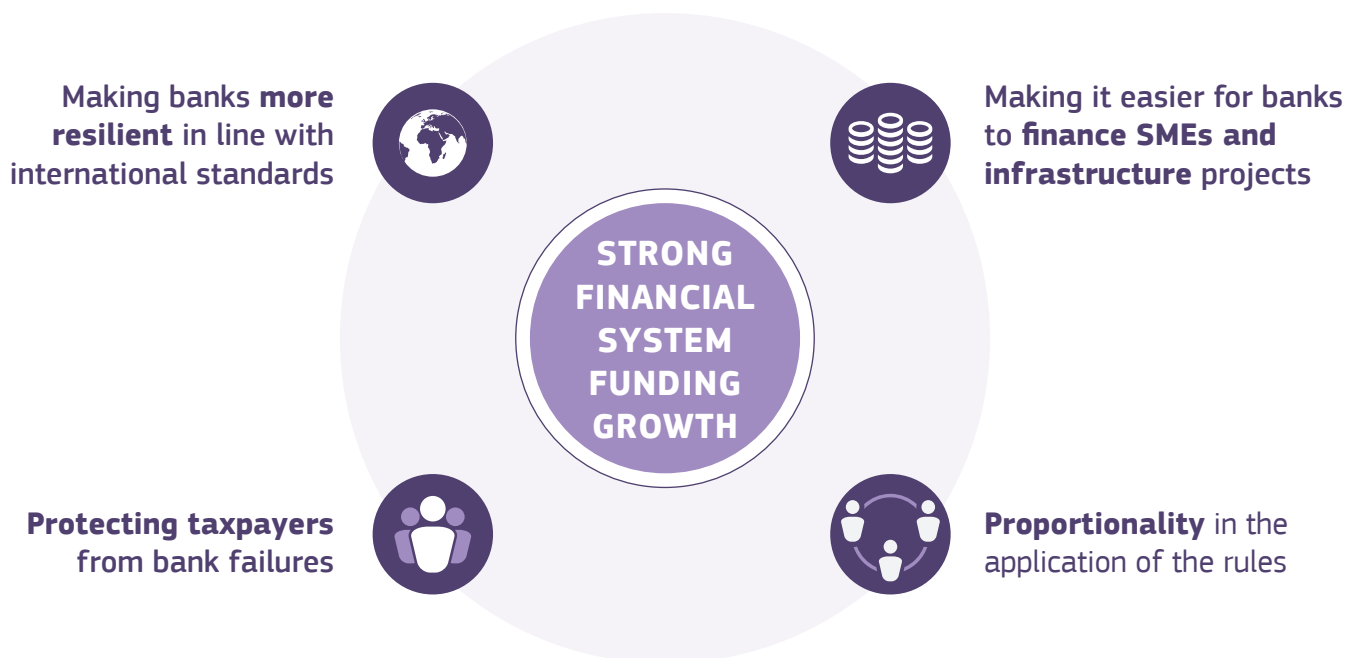 Making banks more
resilient in line with
international standards
Making it easier for banks
to finance SMEs and
infrastructure projects
STRONG
FINANCIAL
SYSTEM
FUNDING
GROWTH
Protecting taxpayers
from bank failures
Proportionality in the
application of the rules